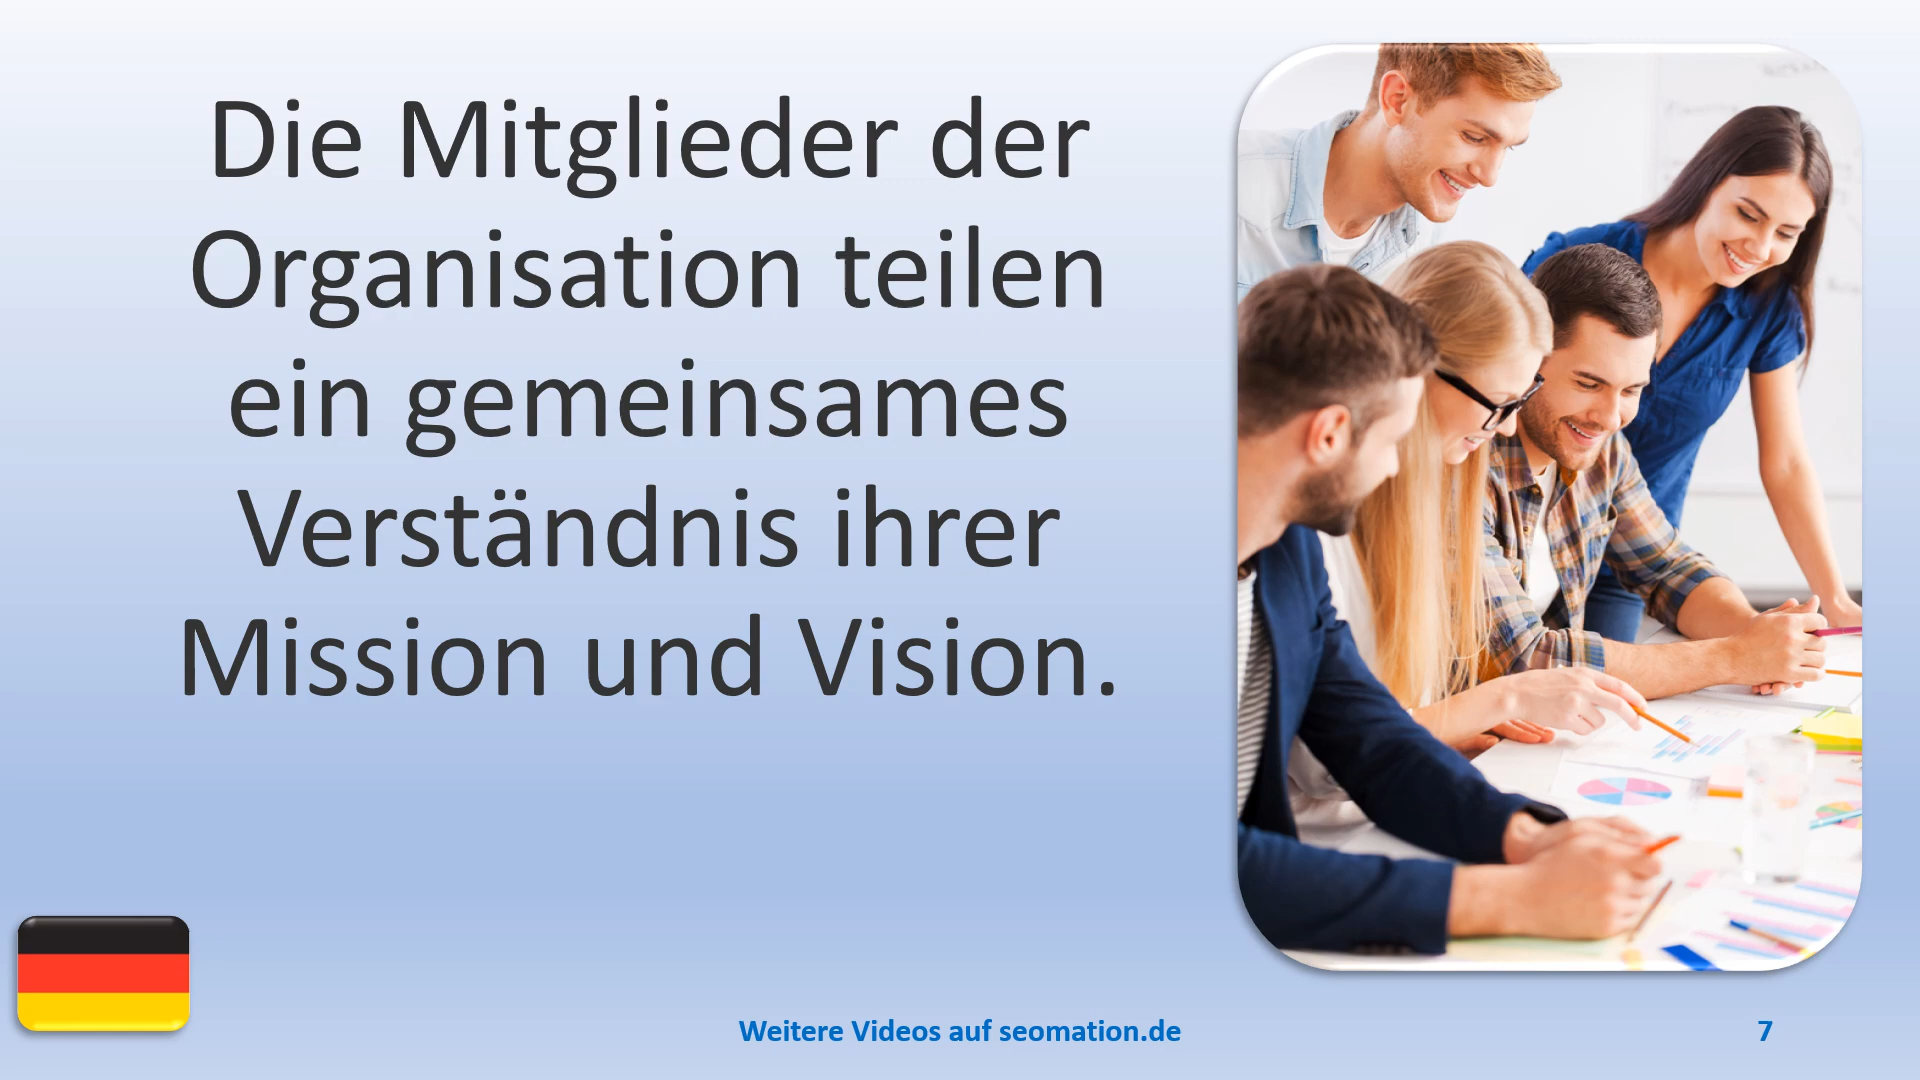 Die Mitglieder der
Organisation teilen
ein gemeinsames
Verständnis ihrer
Mission und Vision.
Weitere Videos auf seomation.de
7